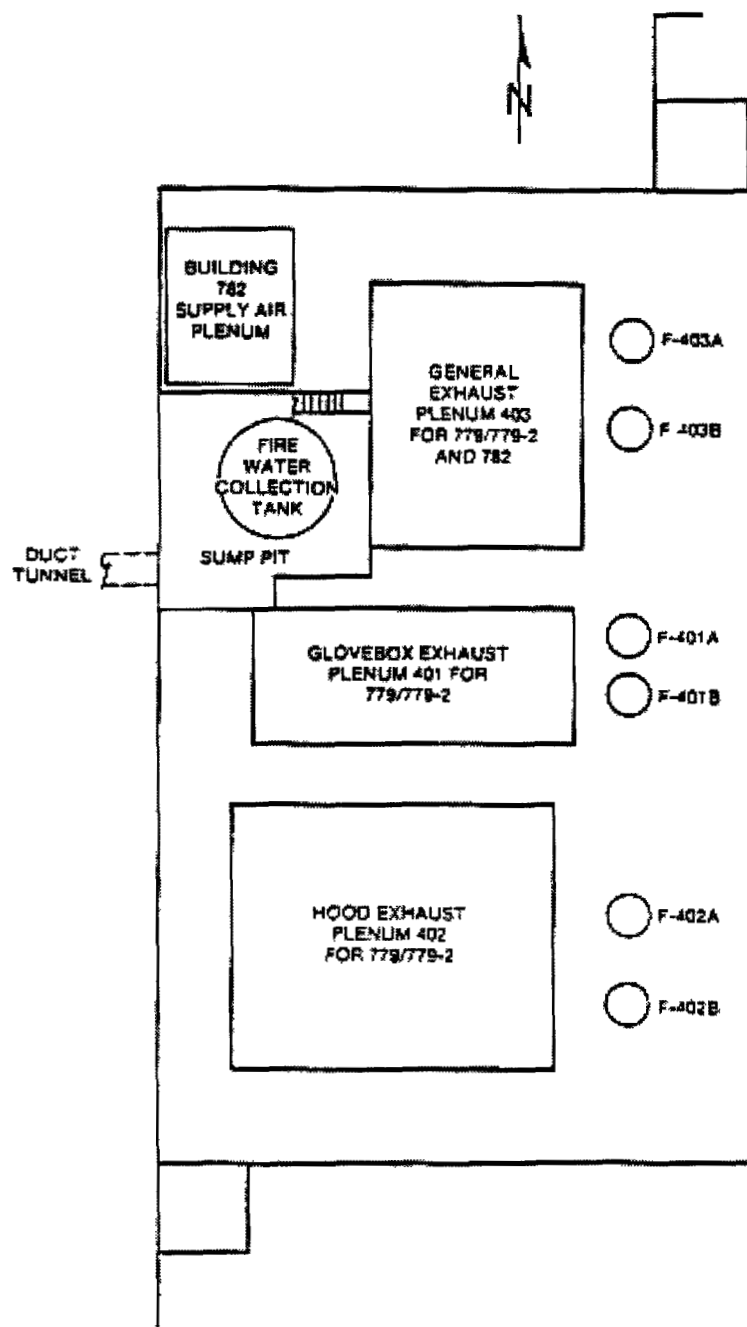 N
BUILDING
782
SUPPLY AIR
PLENUM
GENERAL
EXHAUST
PLENUM 403
FOR 779/779-2
AND 782
F-403A
F-403B
FIRE
WATER
COLLECTION
TANK
DUCT
TUNNEL
SUMP PIT
GLOVEBOX EXHAUST
PLENUM 401 FOR
779/779-2
F-401A
F-401B
HOOD EXHAUST
PLENUM 402
FOR 779/779-2
F-402A
F-402B